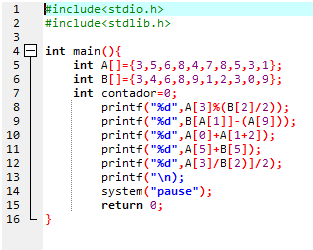 1 #include<stdio.h>
2 #include<stdlib.h>
3
4 int main(){
5 int A[]={3,5,6,8,4,7,8,5,3,1};
6 int B[]={3,4,6,8,9,1,2,3,0,9};
7 int contador=0;
8 printf("%d",A[3]%(B[2]/2));
9 printf("%d",B[A[1]]-(A[9]));
10 printf("%d",A[0]+A[1+2]);
11 printf("%d",A[5]+B[5]);
12 printf("%d",A[3]/B[2)]/2);
13 printf("\n);
14 system("pause");
15 return 0;
16 }